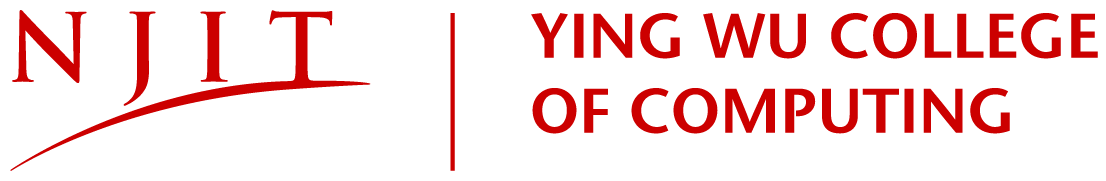 NJIT
YING WU COLLEGE
OF COMPUTING